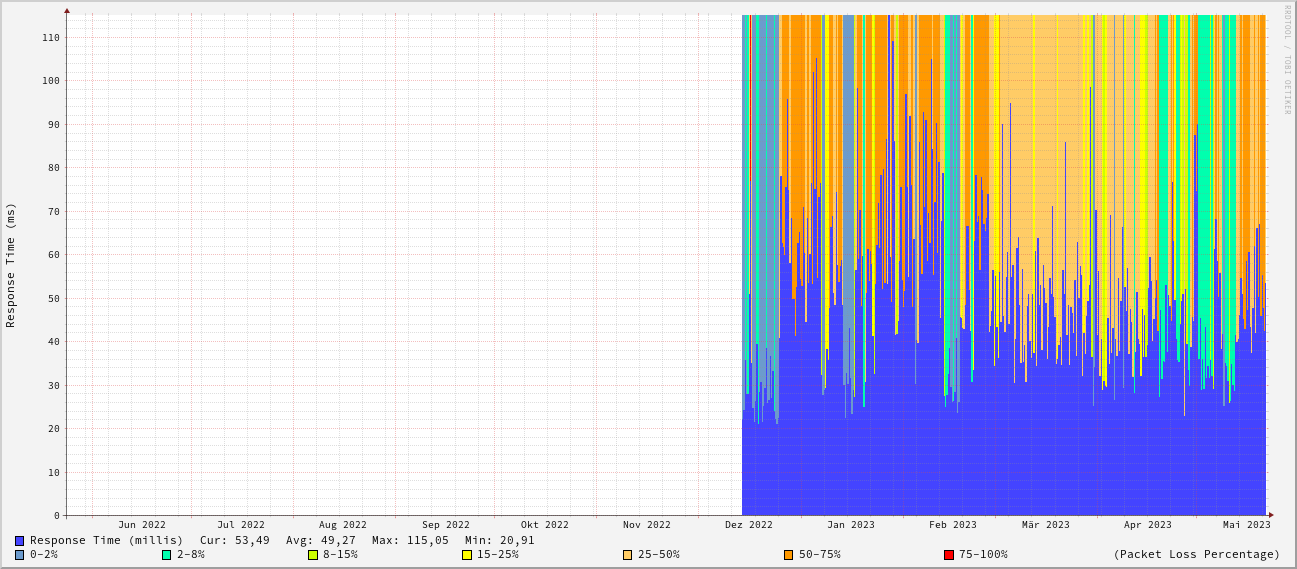 RRDTOOL / TOBI OETIKER
Response Time (ms)
110
100
90
80
70
60
50
40
30
20
10
0
Jun 2022 Jul 2022 Aug 2022 Sep 2022 Okt 2022 Nov 2022 Dez 2022 Jan 2023 Feb 2023 Mär 2023 Apr 2023 Mai 2023
Response Time (millis) Cur: 53,49 Avg: 49,27 Max: 115,05 Min: 20,91
0-2% 2-8% 8-15% 15-25% 25-50% 50-75% 75-100% (Packet Loss Percentage)